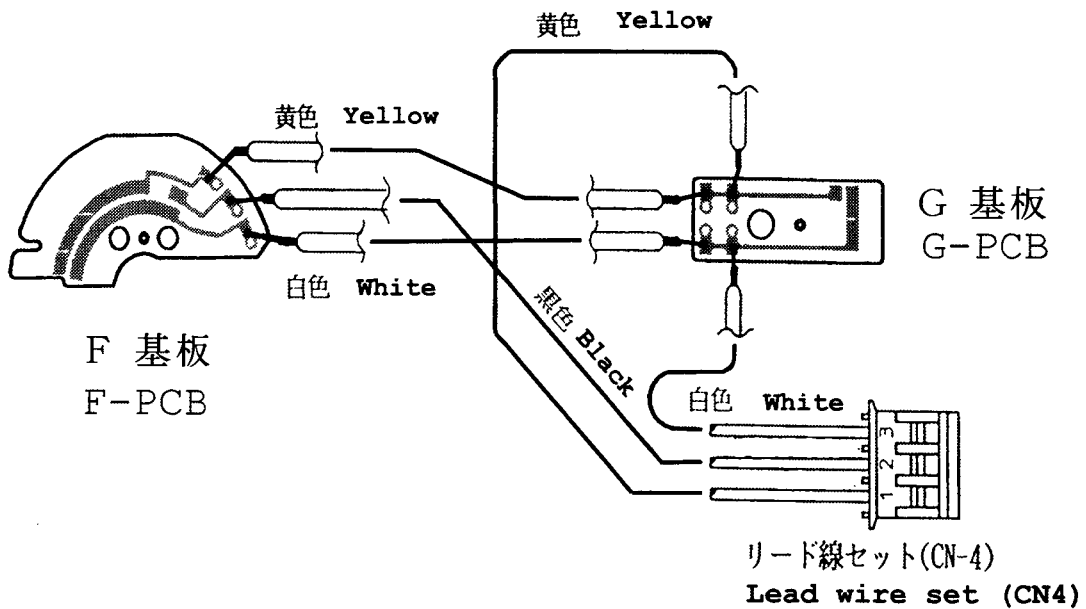 黄色 Yellow
黄色 Yellow
G 基板
G-PCB
白色 White
黒色 Black
F 基板
F-PCB
白色 White
3
2
1
リード線セット(CN-4)
Lead wire set (CN4)